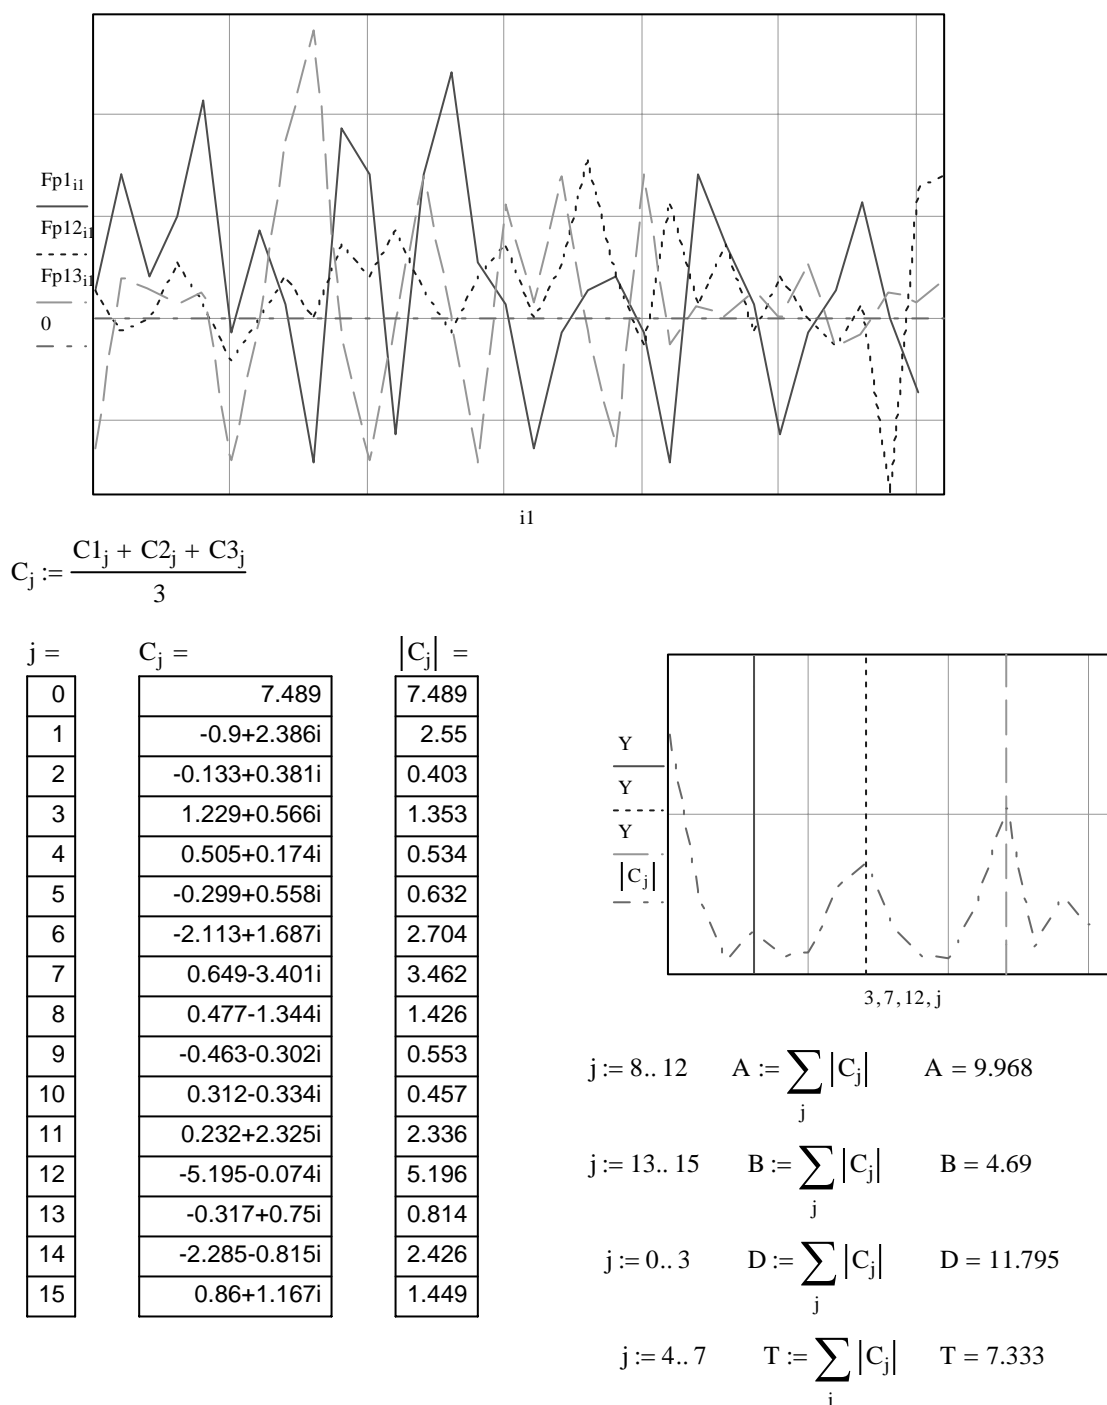 Fp1i1
Fp12i1
Fp13i1
0
i1
Cj := C1j + C2j + C3j
3
j = Cj = |Cj| =
0 7.489 7.489
1 -0.9+2.386i 2.55
2 -0.133+0.381i 0.403
3 1.229+0.566i 1.353
4 0.505+0.174i 0.534
5 -0.299+0.558i 0.632
6 -2.113+1.687i 2.704
7 0.649-3.401i 3.462
8 0.477-1.344i 1.426
9 -0.463-0.302i 0.553
10 0.312-0.334i 0.457
11 0.232+2.325i 2.336
12 -5.195-0.074i 5.196
13 -0.317+0.75i 0.814
14 -2.285-0.815i 2.426
15 0.86+1.167i 1.449
Y
Y
Y
|Cj|
3,7,12,j
j := 8.. 12 A := ∑ |Cj| A = 9.968
j
j := 13.. 15 B := ∑ |Cj| B = 4.69
j
j := 0.. 3 D := ∑ |Cj| D = 11.795
j
j := 4.. 7 T := ∑ |Cj| T = 7.333
j